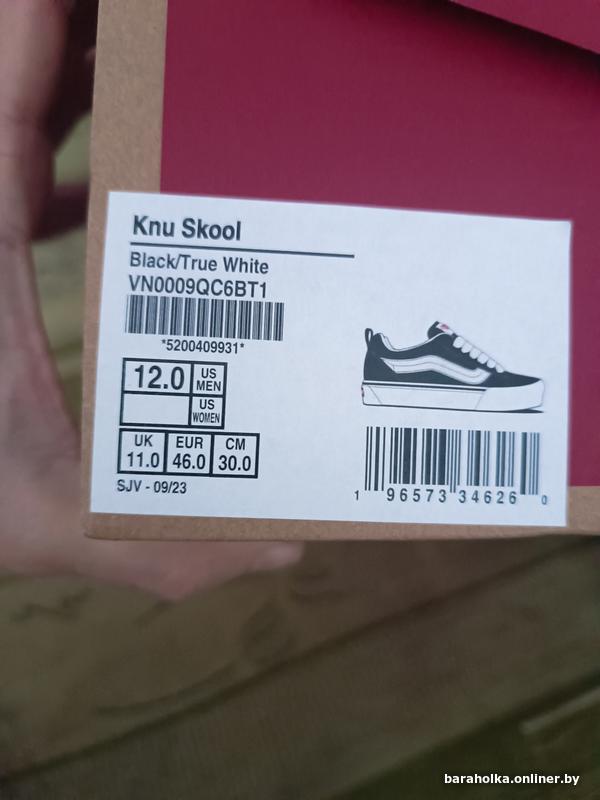 Knu Skool
Black/True White
VN0009QC6BT1
*5200409931*
12.0 US MEN
US WOMEN
UK EUR CM
11.0 46.0 30.0
SJV - 09/23
1 96573 34626 0
baraholka.onliner.by